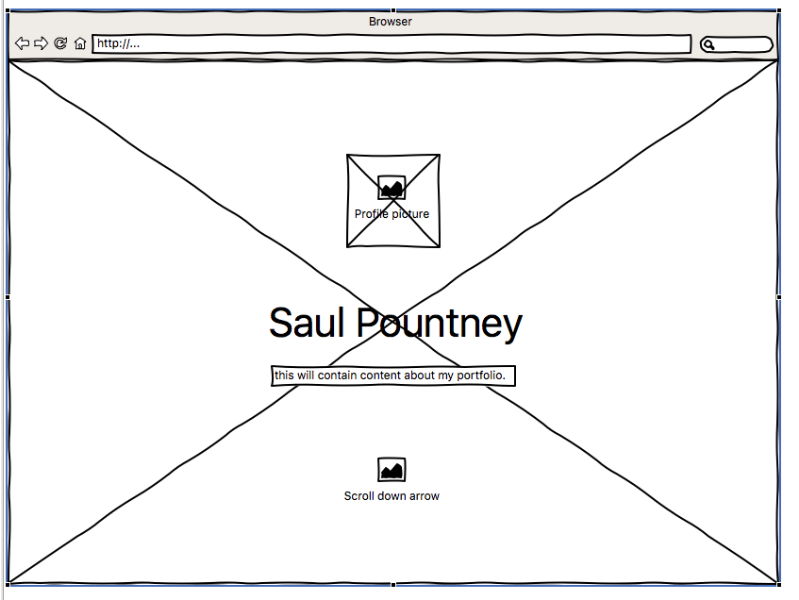 Browser
http://...
Profile picture
Saul Pountney
this will contain content about my portfolio.
Scroll down arrow